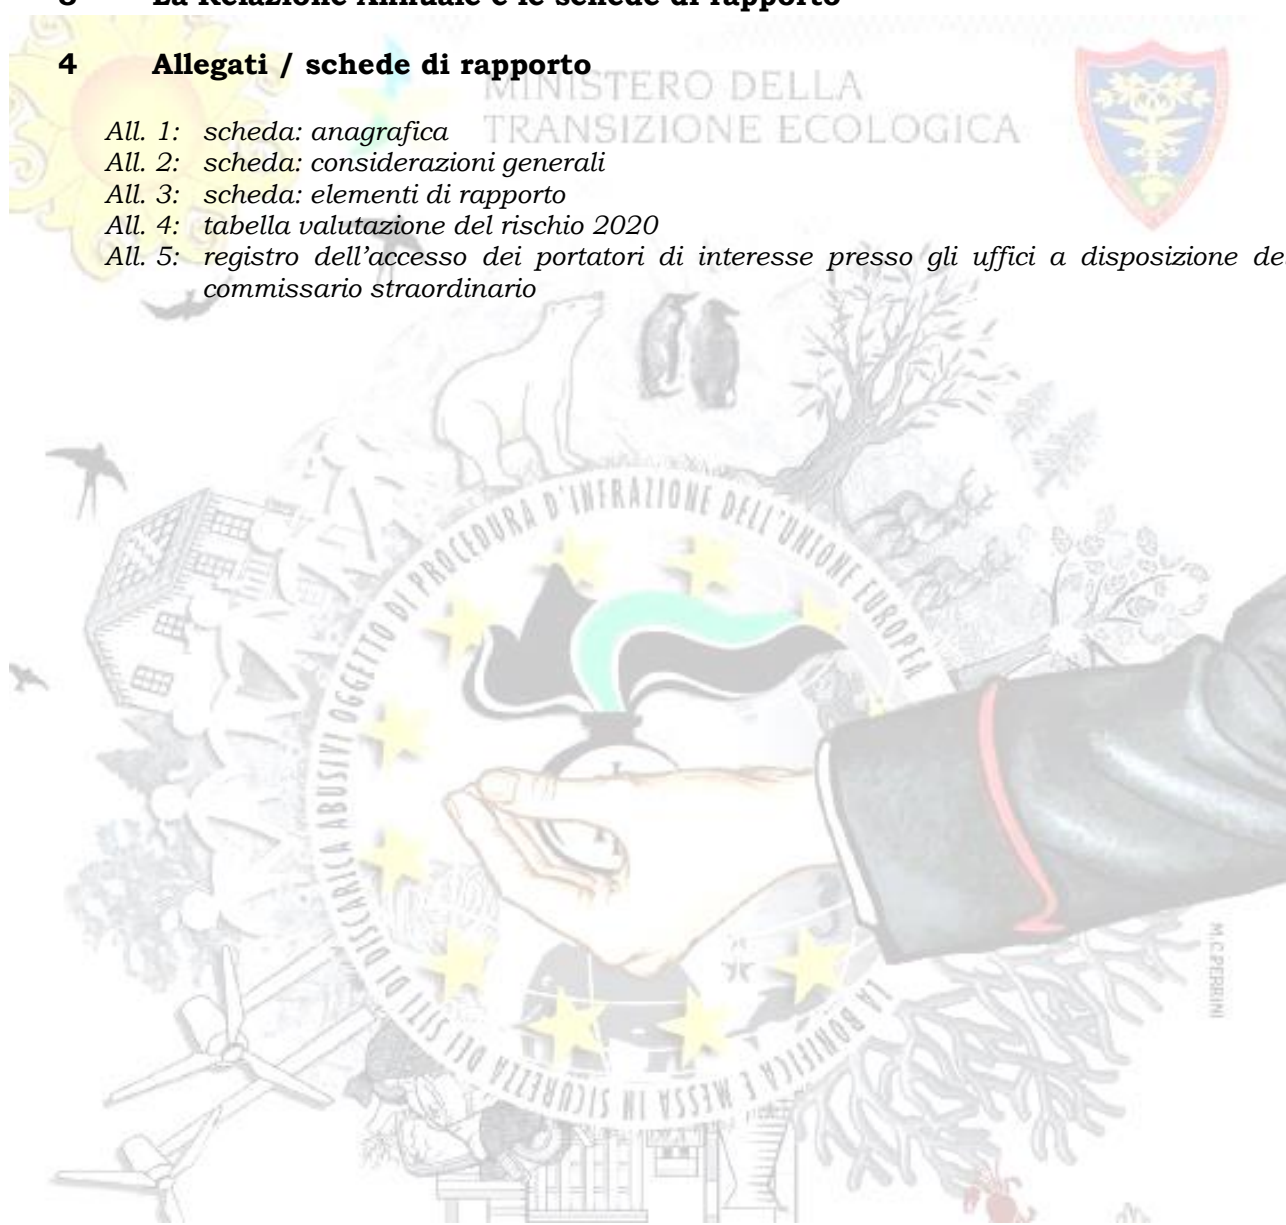 3 La Relazione Annuale e le schede di rapporto
4 Allegati / schede di rapporto
MINISTERO DELLA
TRANSIZIONE ECOLOGICA
All. 1: scheda: anagrafica
All. 2: scheda: considerazioni generali
All. 3: scheda: elementi di rapporto
All. 4: tabella valutazione del rischio 2020
All. 5: registro dell'accesso dei portatori di interesse presso gli uffici a disposizione de
commissario straordinario
LA BONIFICA E MESSA IN SICUREZZA DEI SITI DI DISCARICA ABUSIVI OGGETTO DI PROCEDURA D'INFRAZIONE DELL'UNIONE EUROPEA
M.C.PERRINI